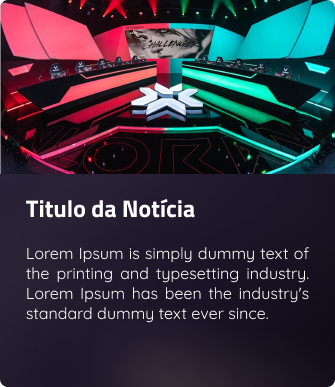 CHALLENGERS
Titulo da Notícia
Lorem Ipsum is simply dummy text of
the printing and typesetting industry.
Lorem Ipsum has been the industry's
standard dummy text ever since.